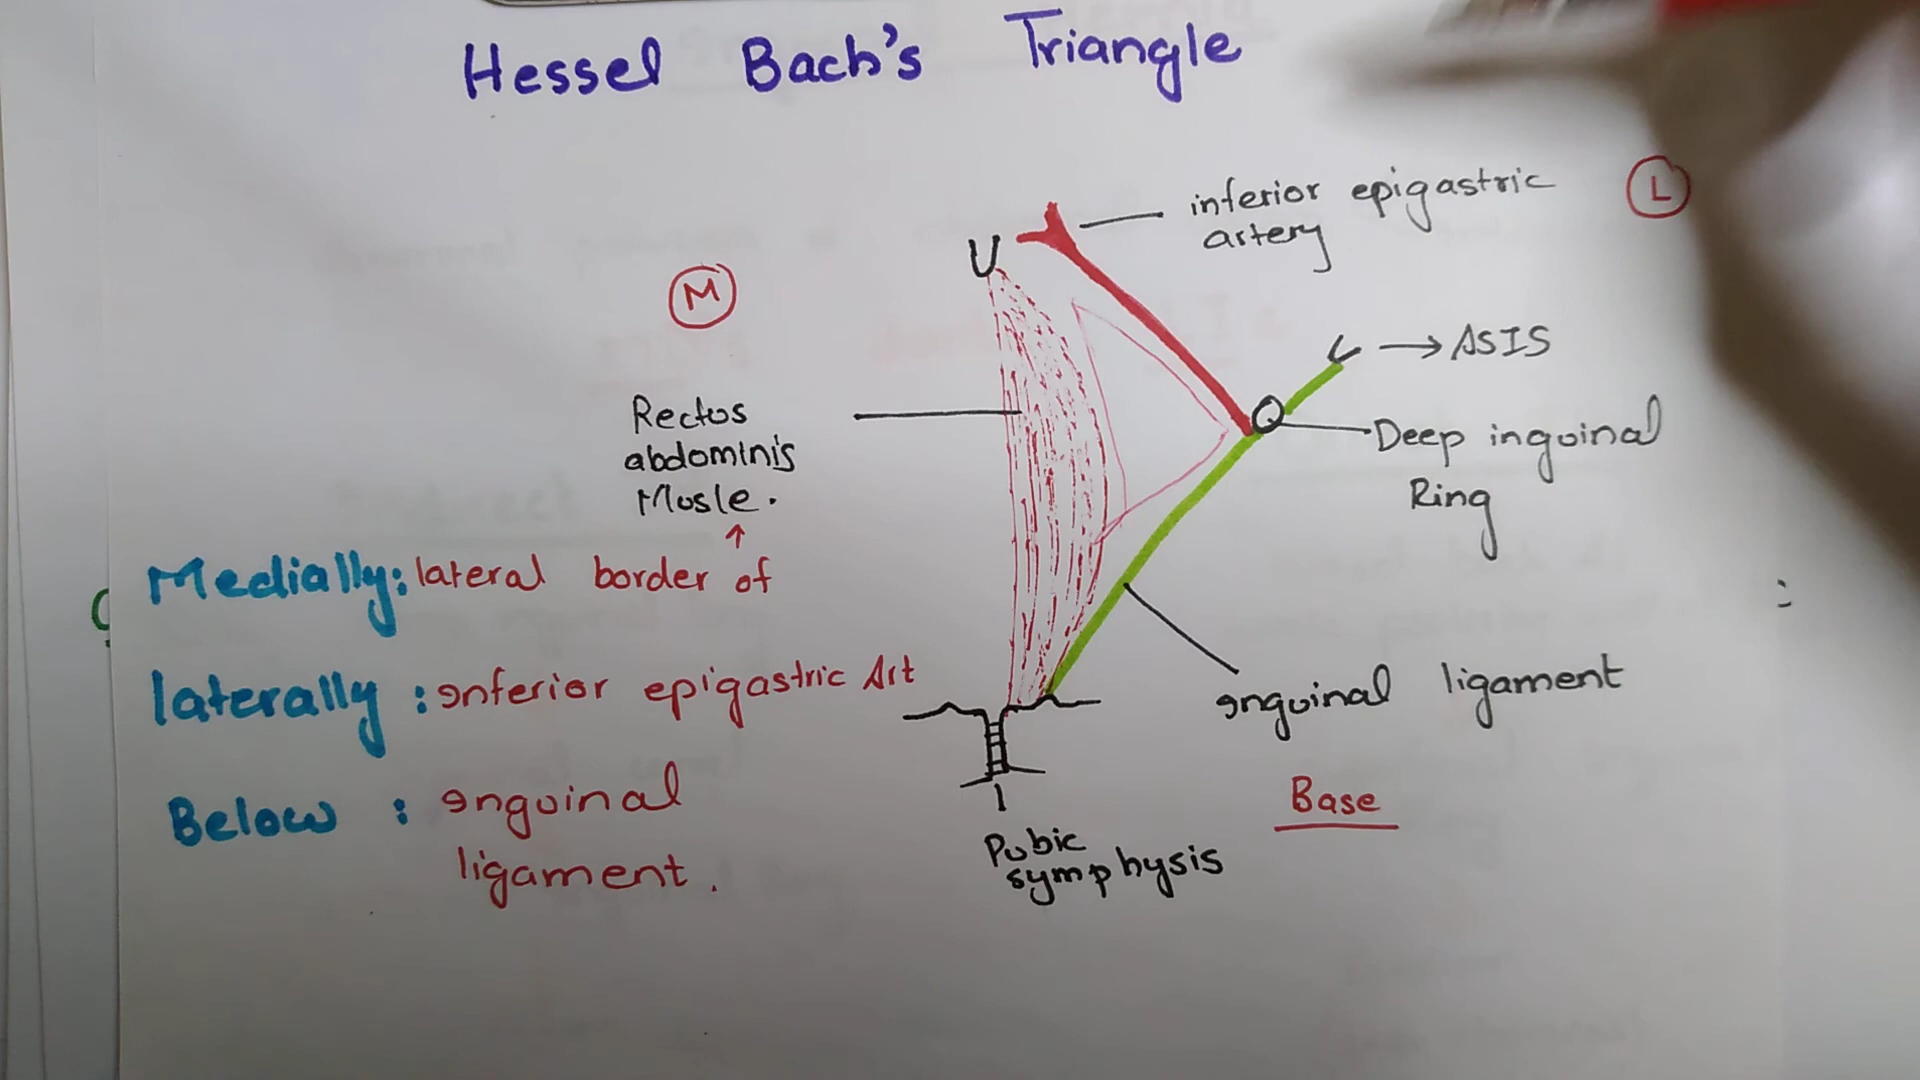 Hessel Bach's Triangle
inferior epigastric
artery
L
U
M
→ ASIS
Rectus
abdominis
Musle.
Deep inguinal
Ring
↑
Medially: lateral border of
laterally: inferior epigastric Art
inguinal ligament
Below: inguinal
ligament.
Base
Pubic
symphysis